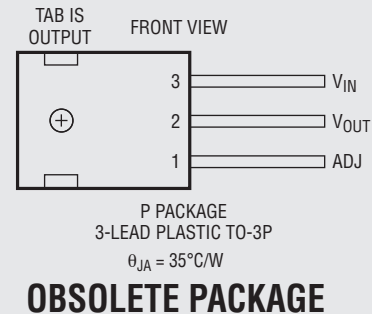 TAB IS
OUTPUT
FRONT VIEW
3 VIN
2 VOUT
1 ADJ
P PACKAGE
3-LEAD PLASTIC TO-3P
θJA = 35°C/W
OBSOLETE PACKAGE